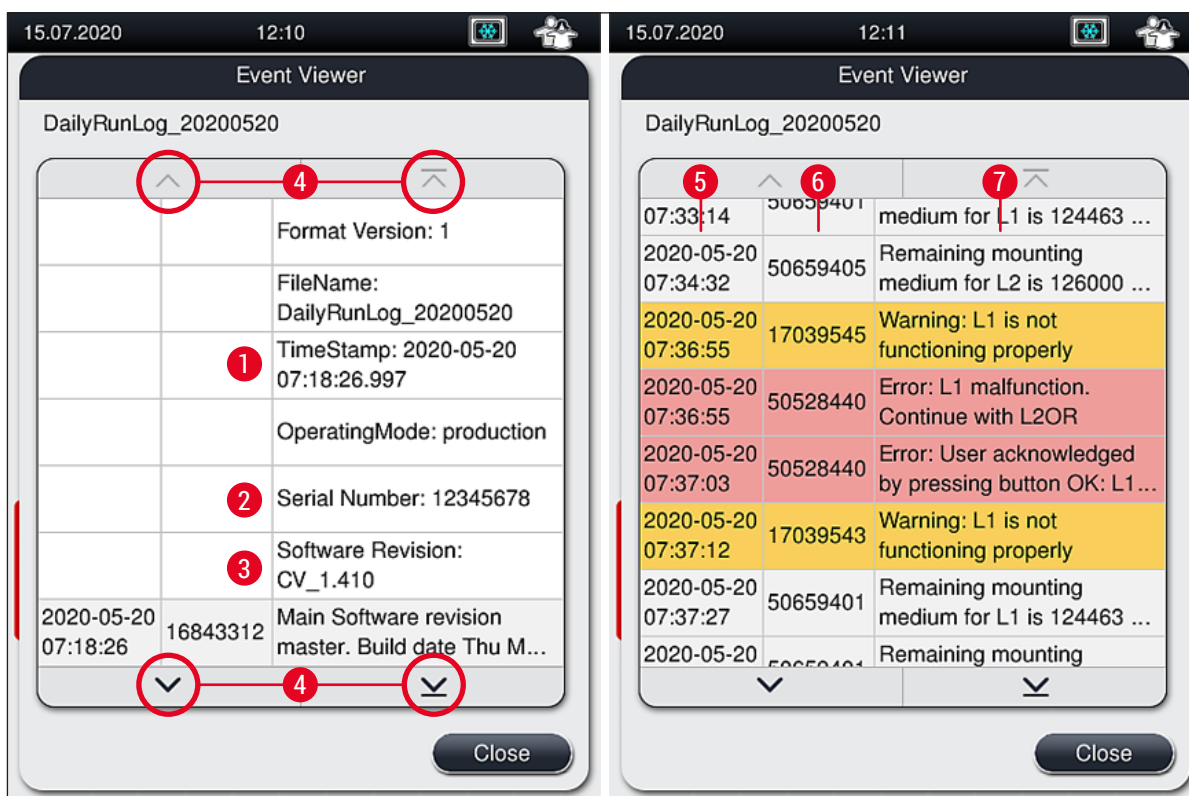 15.07.2020 12:10
Event Viewer
DailyRunLog_20200520
4
Format Version: 1
FileName:
DailyRunLog_20200520
1
TimeStamp: 2020-05-20
07:18:26.997
OperatingMode: production
2
Serial Number: 12345678
3
Software Revision:
CV_1.410
2020-05-20
07:18:26
16843312
Main Software revision
master. Build date Thu M...
4
Close
15.07.2020 12:11
Event Viewer
DailyRunLog_20200520
5 6 7
07:33:14
50659401
medium for L1 is 124463 ...
2020-05-20
07:34:32
50659405
Remaining mounting
medium for L2 is 126000 ...
2020-05-20
07:36:55
17039545
Warning: L1 is not
functioning properly
2020-05-20
07:36:55
50528440
Error: L1 malfunction.
Continue with L2OR
2020-05-20
07:37:03
50528440
Error: User acknowledged
by pressing button OK: L1...
2020-05-20
07:37:12
17039543
Warning: L1 is not
functioning properly
2020-05-20
07:37:27
50659401
Remaining mounting
medium for L1 is 124463 ...
2020-05-20
Remaining mounting
Close